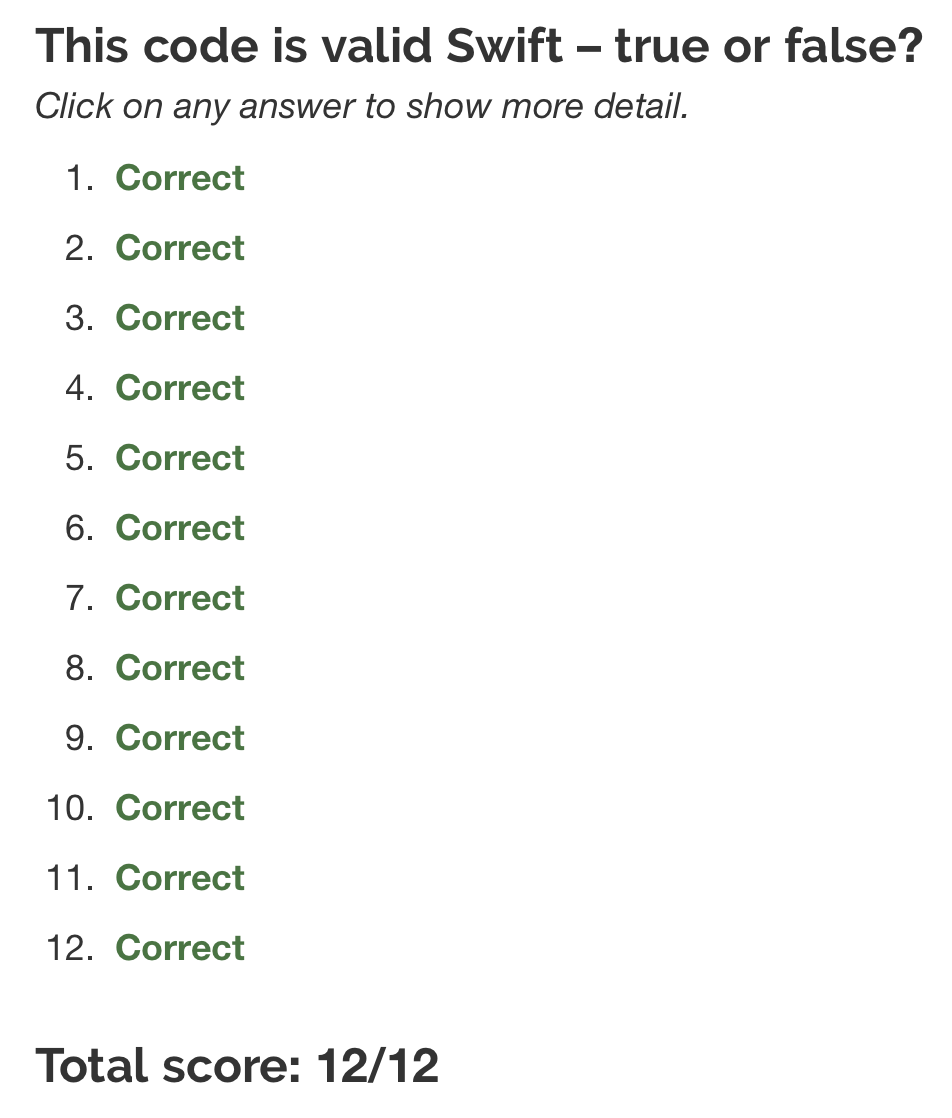 This code is valid Swift – true or false?
Click on any answer to show more detail.
1. Correct
2. Correct
3. Correct
4. Correct
5. Correct
6. Correct
7. Correct
8. Correct
9. Correct
10. Correct
11. Correct
12. Correct
Total score: 12/12